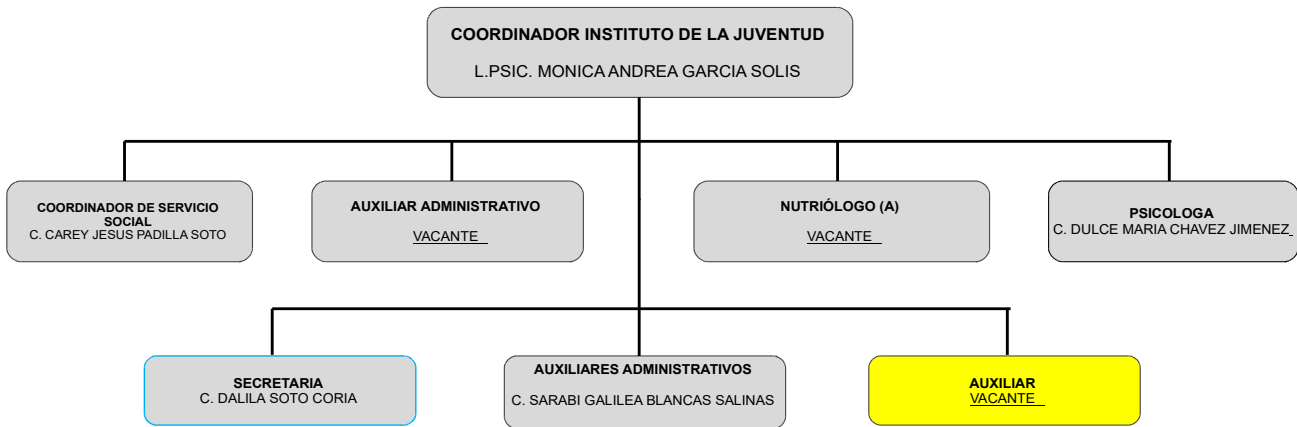 COORDINADOR INSTITUTO DE LA JUVENTUD
L.PSIC. MONICA ANDREA GARCIA SOLIS
COORDINADOR DE SERVICIO
SOCIAL
C. CAREY JESUS PADILLA SOTO
AUXILIAR ADMINISTRATIVO
VACANTE
NUTRIÓLOGO (A)
VACANTE
PSICOLOGA
C. DULCE MARIA CHAVEZ JIMENEZ
SECRETARIA
C. DALILA SOTO CORIA
AUXILIARES ADMINISTRATIVOS
C. SARABI GALILEA BLANCAS SALINAS
AUXILIAR
VACANTE